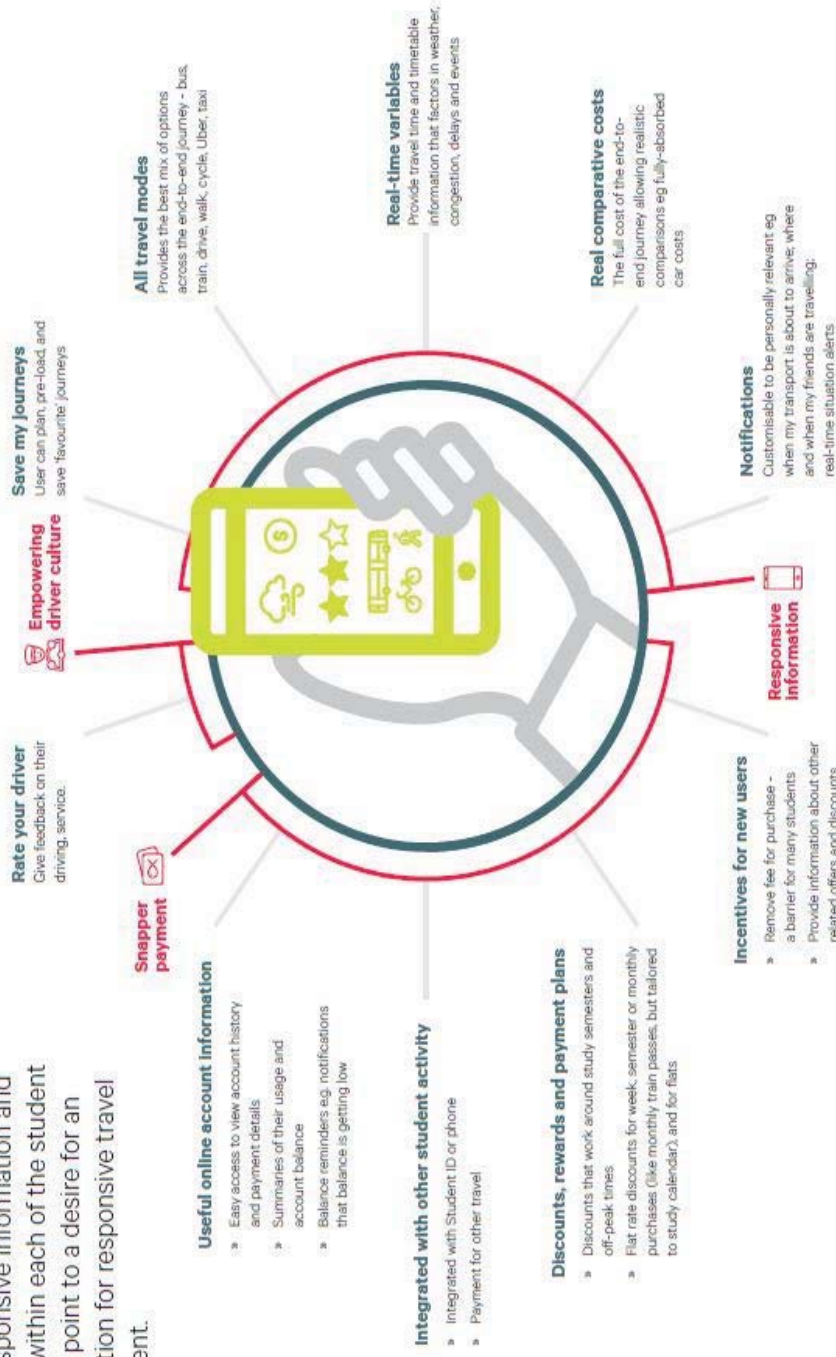 sponsive information and
within each of the student
point to a desire for an
tion for responsive travel
ent.
Rate your driver
Give feedback on their
driving, service.
Empowering
driver culture
Save my journeys
User can plan, pre-load, and
save 'favourite' journeys
All travel modes
Provides the best mix of options
across the end-to-end journey - bus,
train, drive, walk, cycle, Uber, taxi
Real-time variables
Provide travel time and timetable
information that factors in weather,
congestion, delays and events
Real comparative costs
The full cost of the end-to-
end journey allowing realistic
comparisons eg fully-absorbed
car costs
Notifications
Customisable to be personally relevant eg
when my transport is about to arrive; where
and when my friends are travelling;
real-time situation alerts
Responsive
information
Snapper
payment
Useful online account information
» Easy access to view account history
and payment details
» Summaries of their usage and
account balance
» Balance reminders e.g. notifications
that balance is getting low
Integrated with other student activity
» Integrated with Student ID or phone
» Payment for other travel
Discounts, rewards and payment plans
» Discounts that work around study semesters and
off-peak times
» Flat rate discounts for week, semester or monthly
purchases (like monthly train passes, but tailored
to study calendar), and for flats
Incentives for new users
» Remove fee for purchase -
a barrier for many students
» Provide information about other
related offers and discounts
$